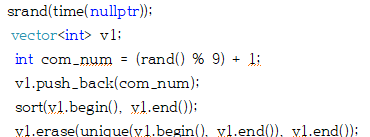 srand(time(nullptr));
vector<int> v1;
int com_num = (rand() % 9) + 1;
v1.push_back(com_num);
sort(v1.begin(), v1.end());
v1.erase(unique(v1.begin(), v1.end()), v1.end());